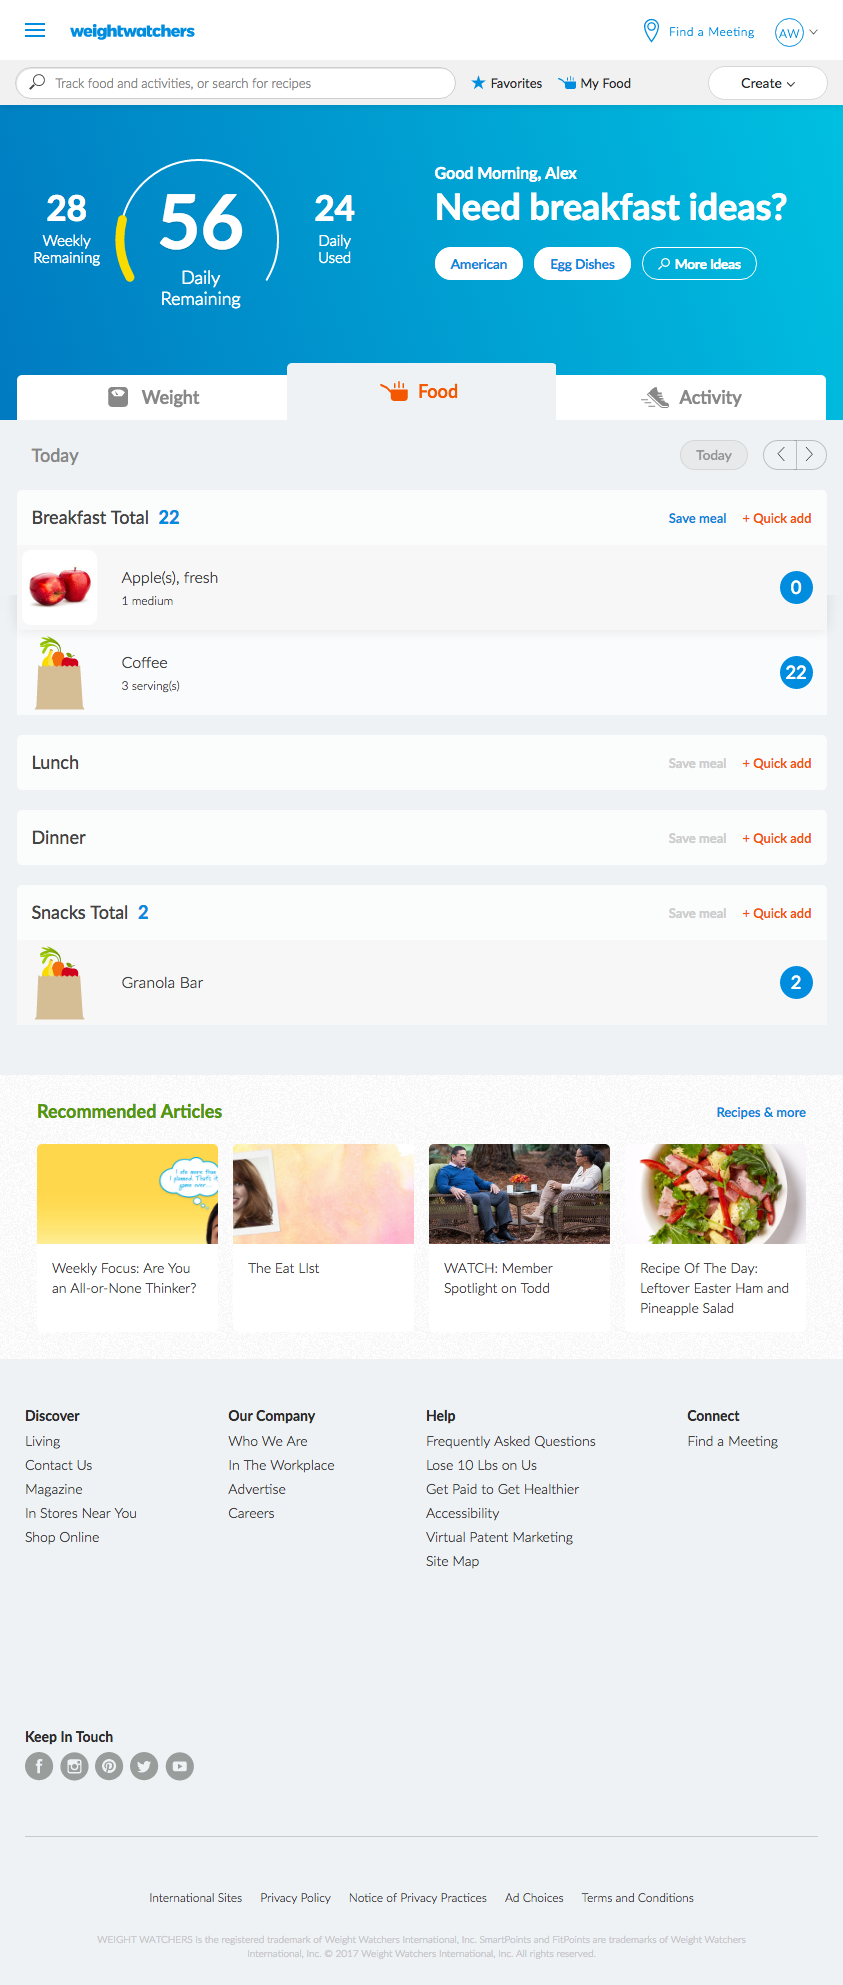 weightwatchers
Find a Meeting
AW
Track food and activities, or search for recipes
Favorites
My Food
Create
28
Weekly
Remaining
56
Daily
Remaining
24
Daily
Used
Good Morning, Alex
Need breakfast ideas?
American
Egg Dishes
More Ideas
Weight
Food
Activity
Today
Today
Breakfast Total 22
Save meal
+ Quick add
Apple(s), fresh
1 medium
0
Coffee
3 serving(s)
22
Lunch
Save meal
+ Quick add
Dinner
Save meal
+ Quick add
Snacks Total 2
Save meal
+ Quick add
Granola Bar
2
Recommended Articles
Recipes & more
I ate more than
I planned. That's it
game over...
Weekly Focus: Are You
an All-or-None Thinker?
The Eat LIst
WATCH: Member
Spotlight on Todd
Recipe Of The Day:
Leftover Easter Ham and
Pineapple Salad
Discover
Living
Contact Us
Magazine
In Stores Near You
Shop Online
Our Company
Who We Are
In The Workplace
Advertise
Careers
Help
Frequently Asked Questions
Lose 10 Lbs on Us
Get Paid to Get Healthier
Accessibility
Virtual Patent Marketing
Site Map
Connect
Find a Meeting
Keep In Touch
International Sites
Privacy Policy
Notice of Privacy Practices
Ad Choices
Terms and Conditions
WEIGHT WATCHERS is the registered trademark of Weight Watchers International, Inc. SmartPoints and FitPoints are trademarks of Weight Watchers
International, Inc. © 2017 Weight Watchers International, Inc. All rights reserved.